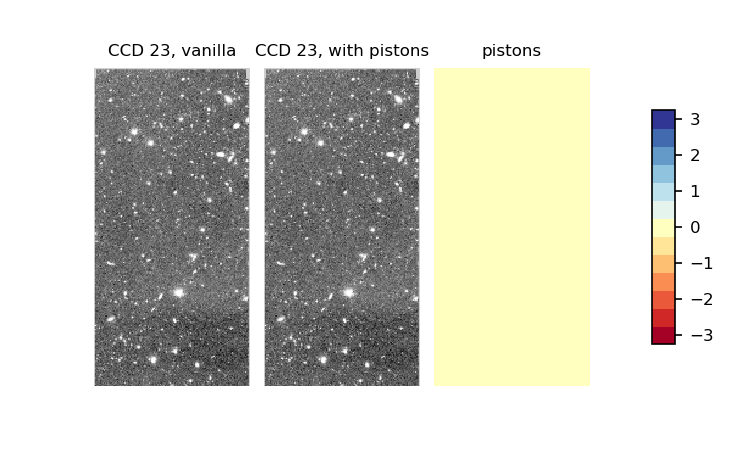 CCD 23, vanilla
CCD 23, with pistons
pistons
3
2
1
0
−1
−2
−3